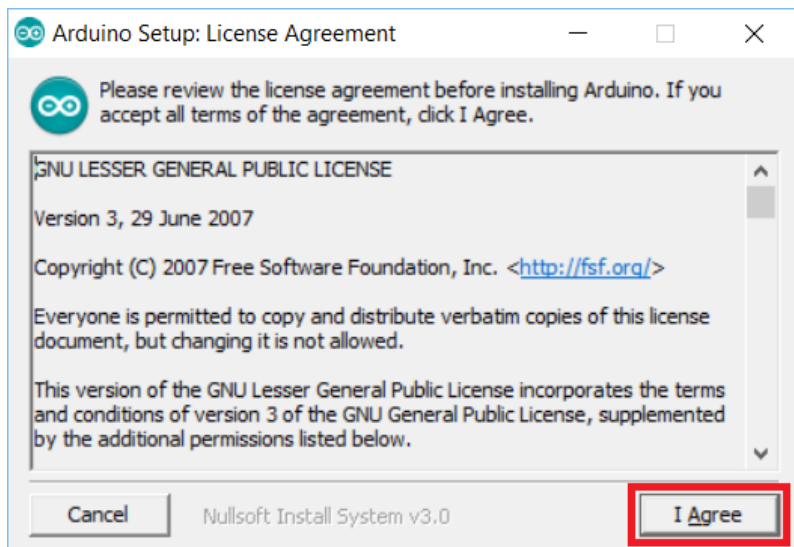 Arduino Setup: License Agreement
Please review the license agreement before installing Arduino. If you
accept all terms of the agreement, click I Agree.
GNU LESSER GENERAL PUBLIC LICENSE
Version 3, 29 June 2007
Copyright (C) 2007 Free Software Foundation, Inc. <http://fsf.org/>
Everyone is permitted to copy and distribute verbatim copies of this license
document, but changing it is not allowed.
This version of the GNU Lesser General Public License incorporates the terms
and conditions of version 3 of the GNU General Public License, supplemented
by the additional permissions listed below.
Cancel
Nullsoft Install System v3.0
I Agree